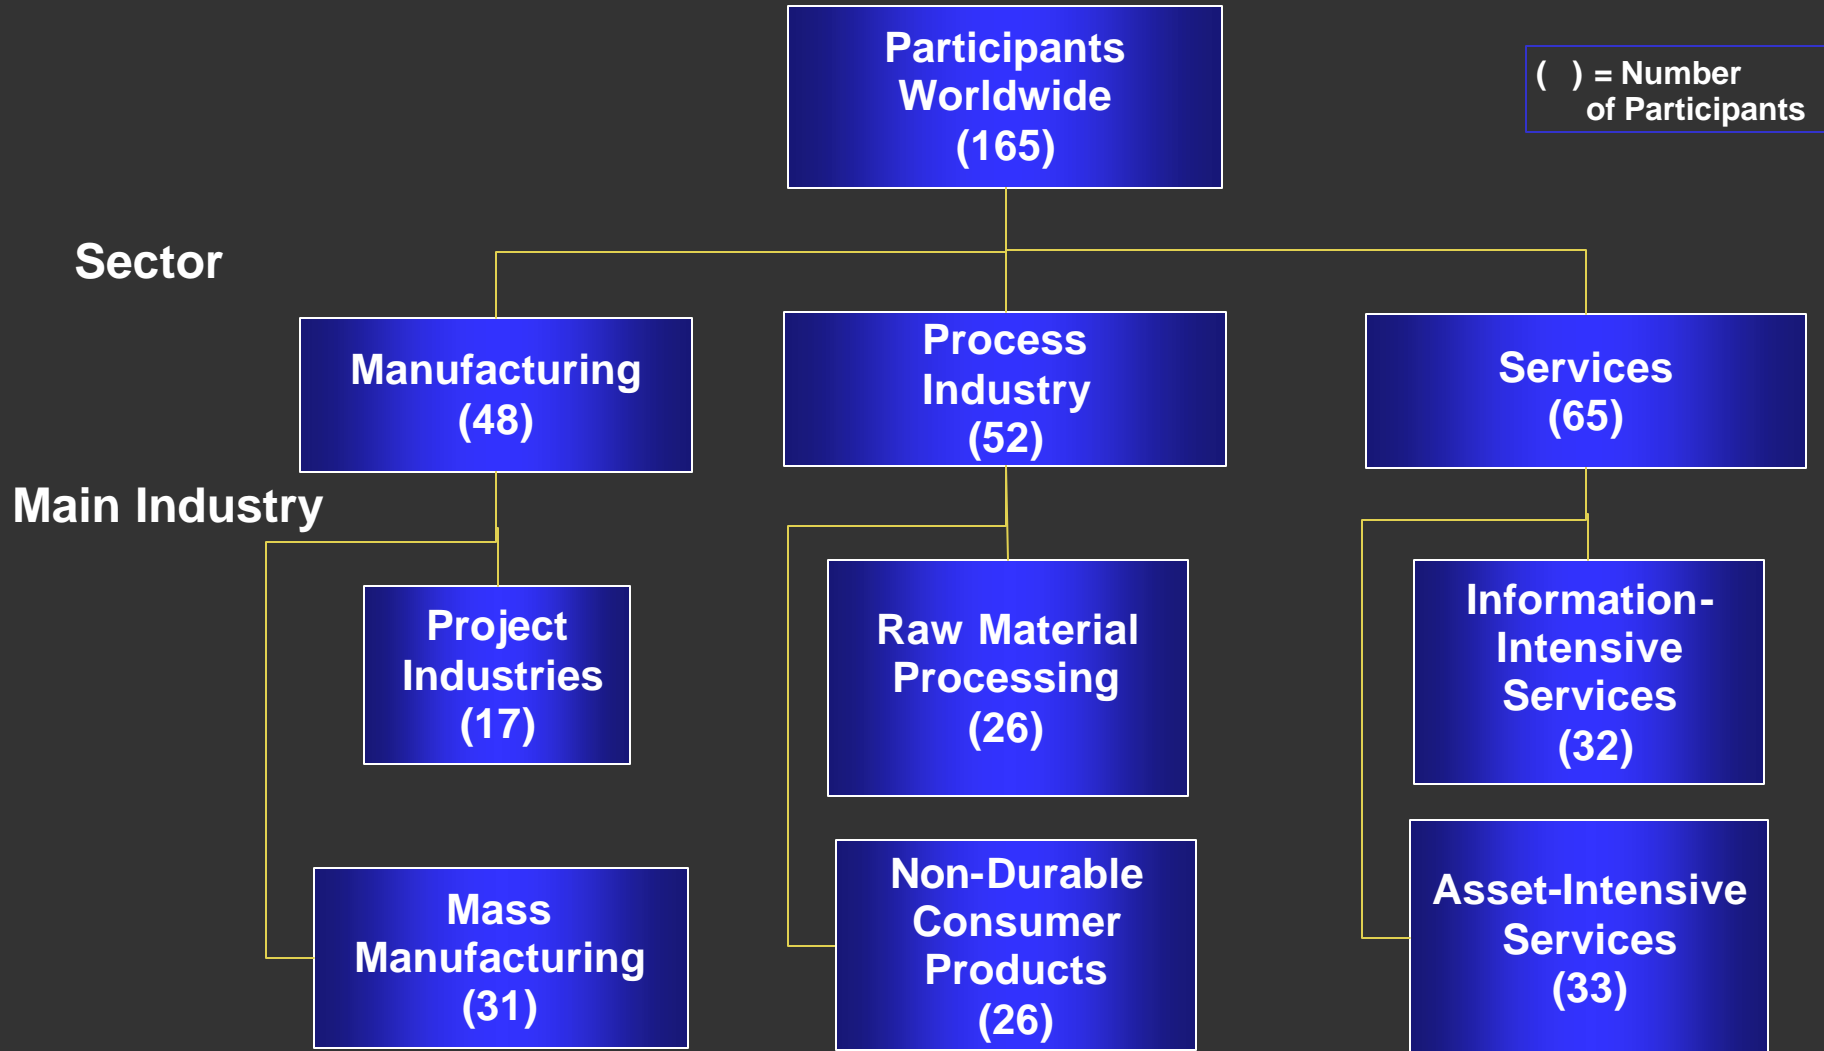 Participants
Worldwide
(165)
( ) = Number
of Participants
Sector
Manufacturing
(48)
Process
Industry
(52)
Services
(65)
Main Industry
Project
Industries
(17)
Raw Material
Processing
(26)
Information-
Intensive
Services
(32)
Mass
Manufacturing
(31)
Non-Durable
Consumer
Products
(26)
Asset-Intensive
Services
(33)